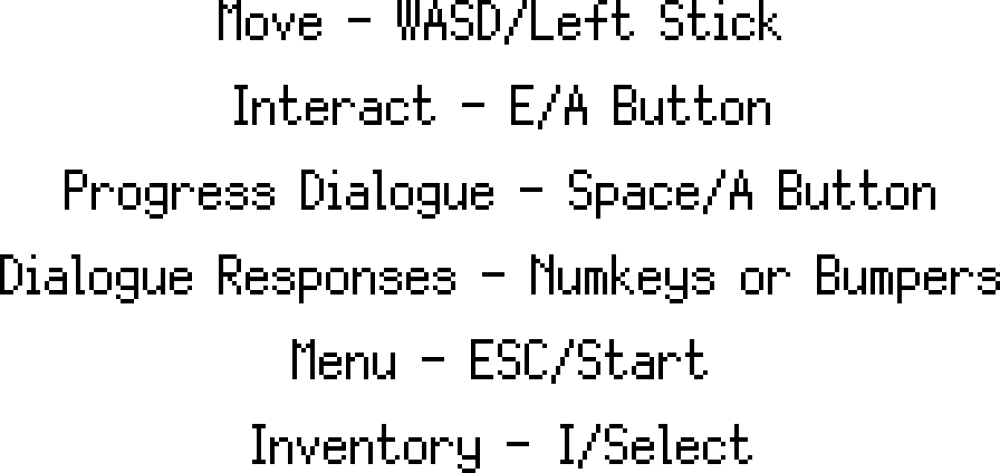 Move - WASD/Left Stick
Interact - E/A Button
Progress Dialogue - Space/A Button
Dialogue Responses - Numkeys or Bumpers
Menu - ESC/Start
Inventory - I/Select